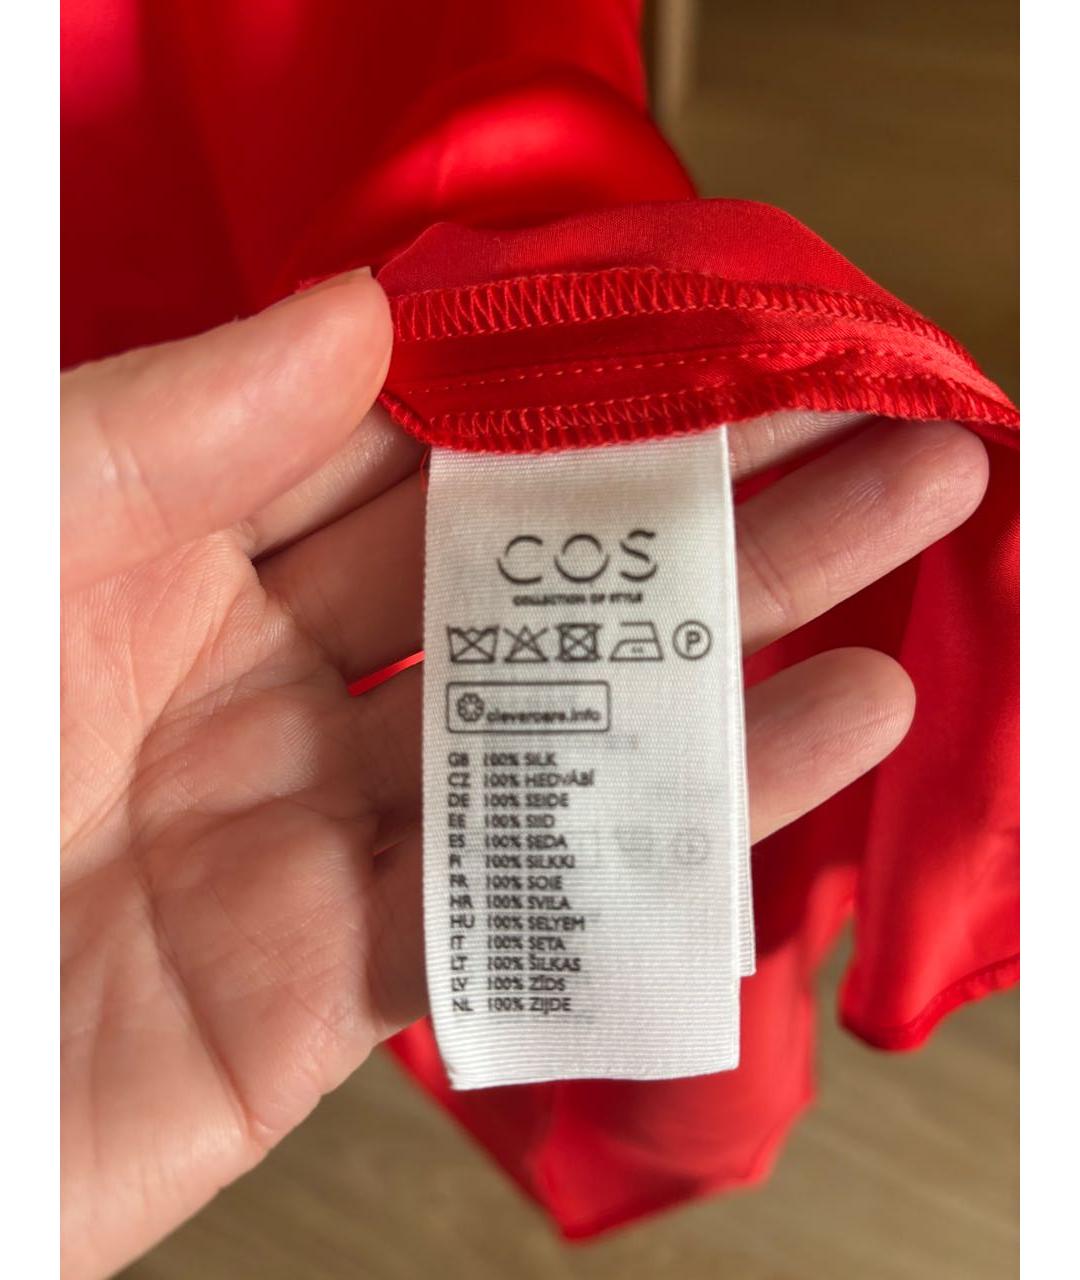 COS
COLLECTION OF STYLE
P
clevercare.info
GB 100% SILK
CZ 100% HEDVÁBÍ
DE 100% SEIDE
EE 100% SIID
ES 100% SEDA
FI 100% SILKKI
FR 100% SOIE
HR 100% SVILA
HU 100% SELYEM
IT 100% SETA
LT 100% ŠILKAS
LV 100% ZĪDS
NL 100% ZIJDE